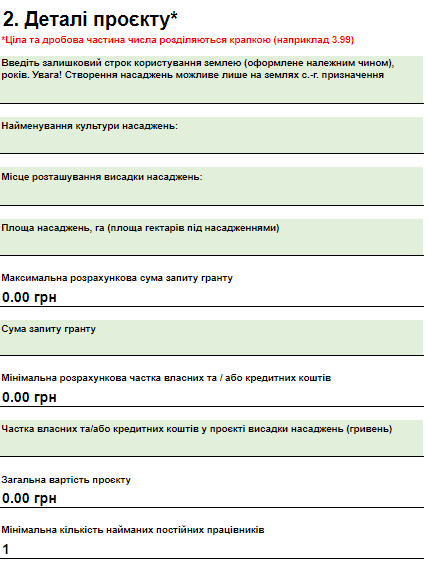 2. Деталі проєкту*
*Ціла та дробова частина числа розділяються крапкою (наприклад 3.99)
Введіть залишковий строк користування землею (оформлене належним чином),
років. Увага! Створення насаджень можливе лише на землях с.-г. призначення
Найменування культури насаджень:
Місце розташування висадки насаджень:
Площа насаджень, га (площа гектарів під насадженнями)
Максимальна розрахункова сума запиту гранту
0.00 грн
Сума запиту гранту
Мінімальна розрахункова частка власних та / або кредитних коштів
0.00 грн
Частка власних та/або кредитних коштів у проєкті висадки насаджень (гривень)
Загальна вартість проєкту
0.00 грн
Мінімальна кількість найманих постійних працівників
1